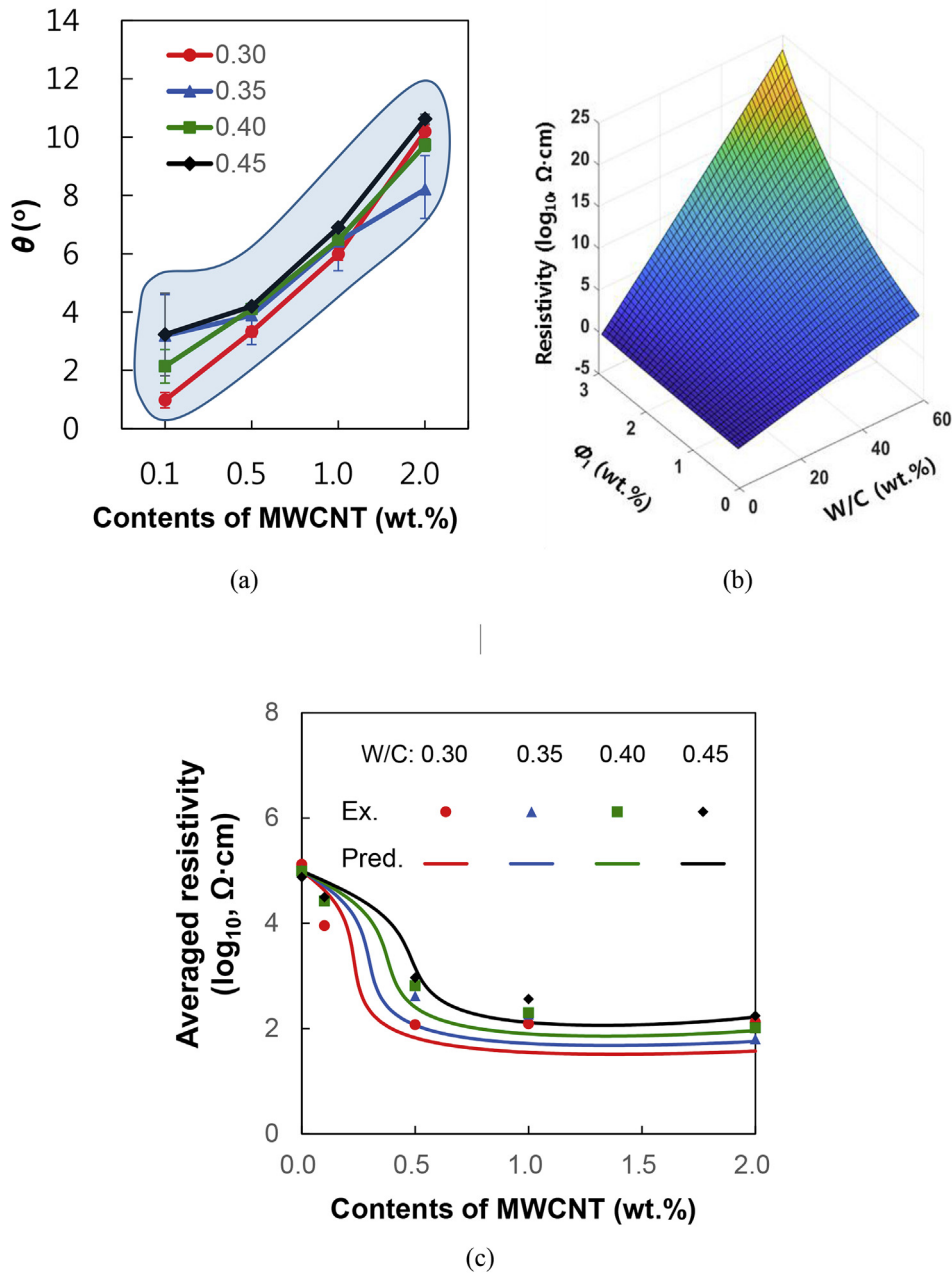 14
12
10
8
6
4
2
0
θ (º)
0.30
0.35
0.40
0.45
0.1 0.5 1.0 2.0
Contents of MWCNT (wt.%)
(a)
25
20
15
10
5
0
-5
Resistivity (log₁₀, Ω·cm)
3
2
1
0
Φ₁ (wt.%)
0
20
40
60
W/C (wt.%)
(b)
8
6
4
2
0
Averaged resistivity
(log₁₀, Ω·cm)
W/C: 0.30 0.35 0.40 0.45
Ex.
Pred.
0.0 0.5 1.0 1.5 2.0
Contents of MWCNT (wt.%)
(c)